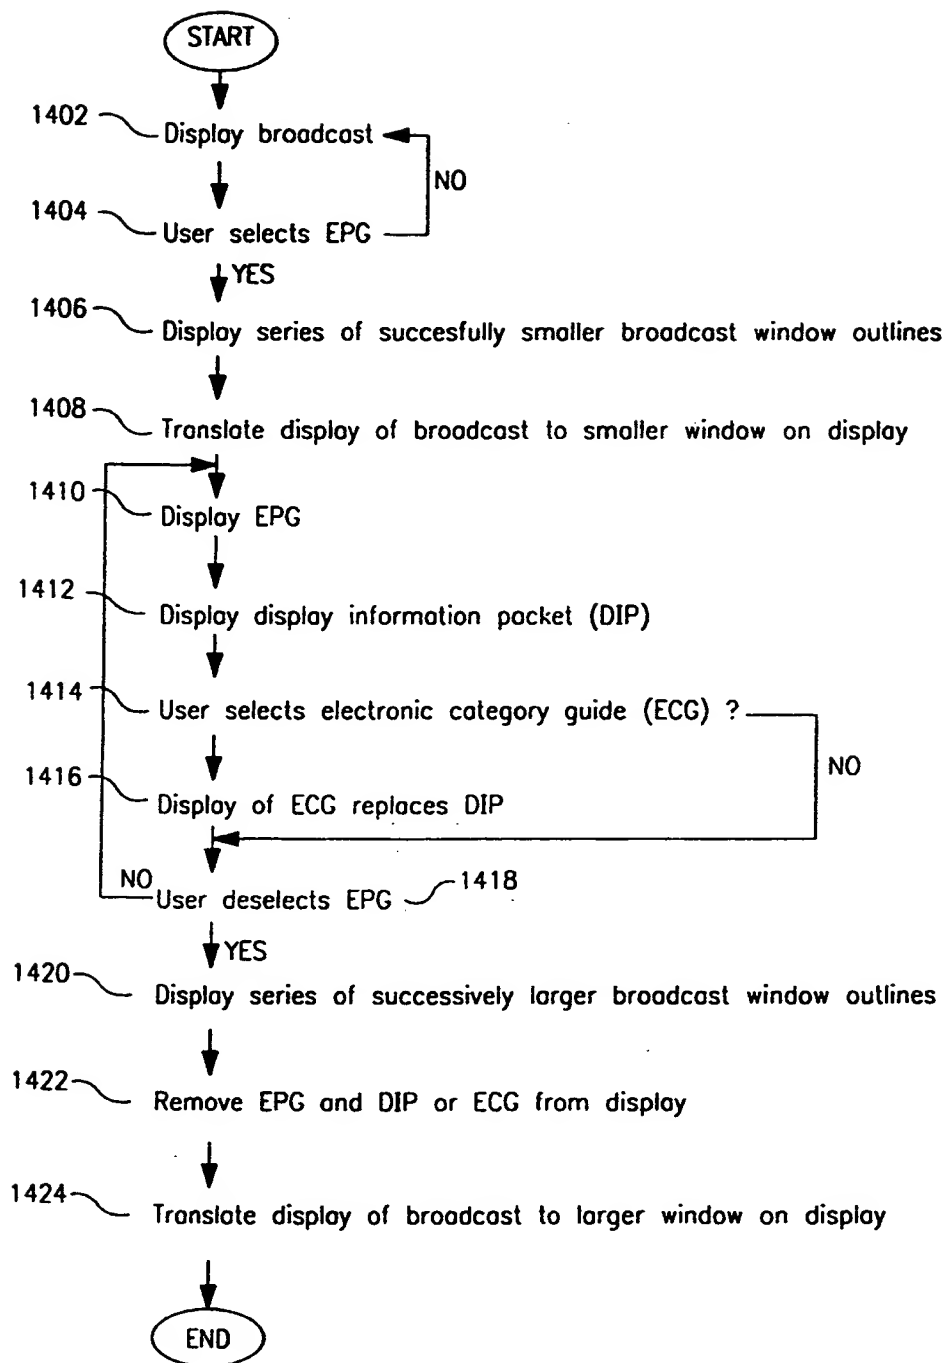 START
1402
Display broadcast
NO
1404
User selects EPG
YES
1406
Display series of succesfully smaller broadcast window outlines
1408
Translate display of broadcast to smaller window on display
1410
Display EPG
1412
Display display information packet (DIP)
1414
User selects electronic category guide (ECG) ?
NO
1416
Display of ECG replaces DIP
NO
User deselects EPG
1418
YES
1420
Display series of successively larger broadcast window outlines
1422
Remove EPG and DIP or ECG from display
1424
Translate display of broadcast to larger window on display
END